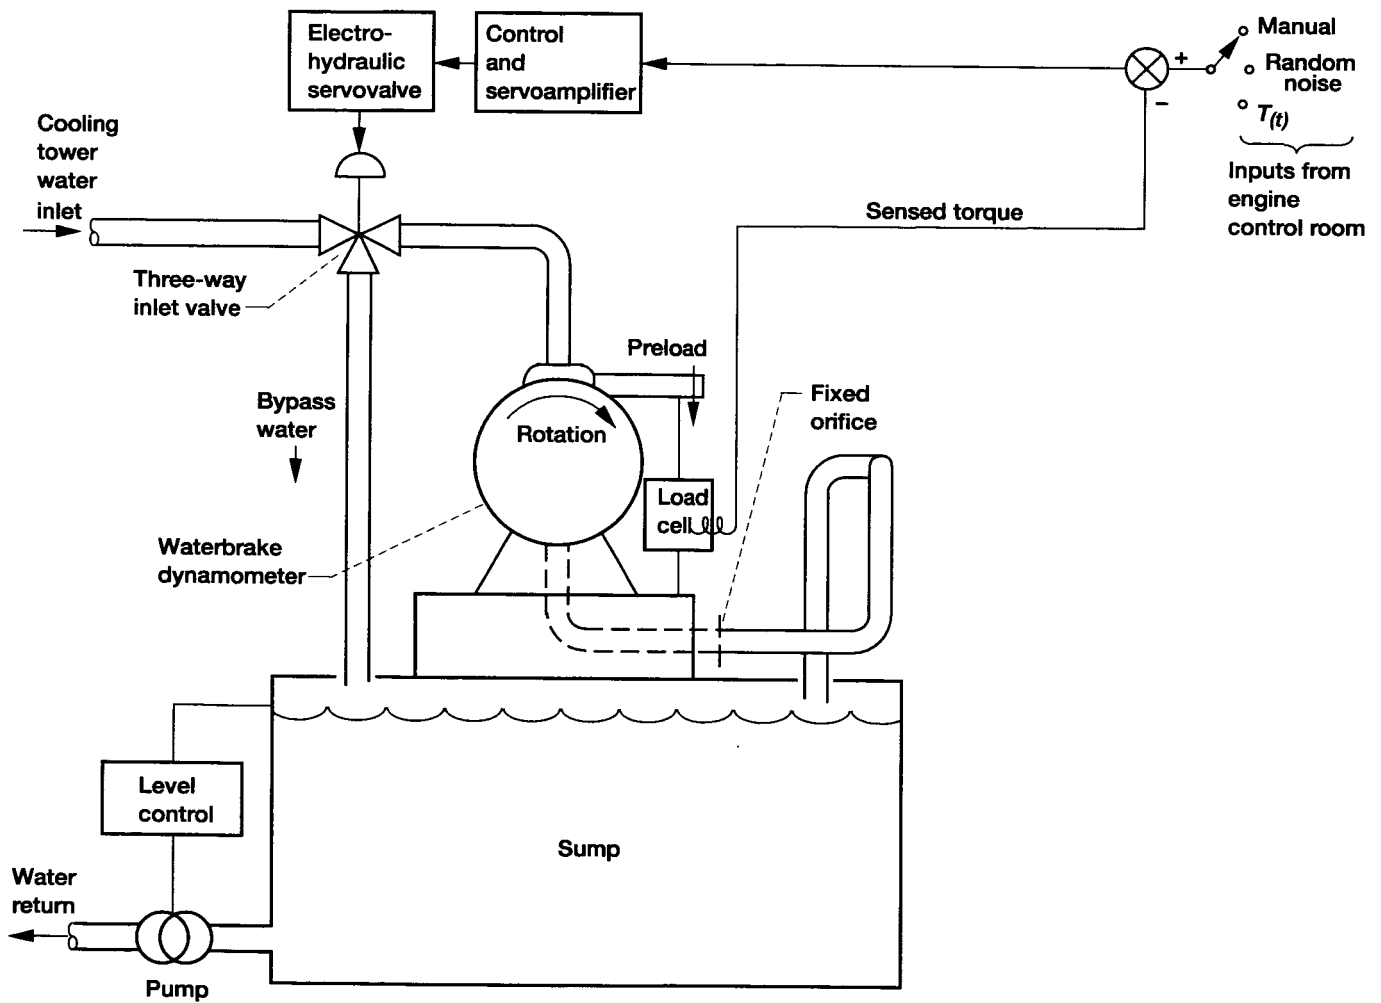 Electro-
hydraulic
servovalve
Control
and
servoamplifier
+
−
Manual
Random
noise
T(t)
Inputs from
engine
control room
Cooling
tower
water
inlet
Sensed torque
Three-way
inlet valve
Preload
Bypass
water
Rotation
Fixed
orifice
Load
cell
Waterbrake
dynamometer
Level
control
Sump
Water
return
Pump